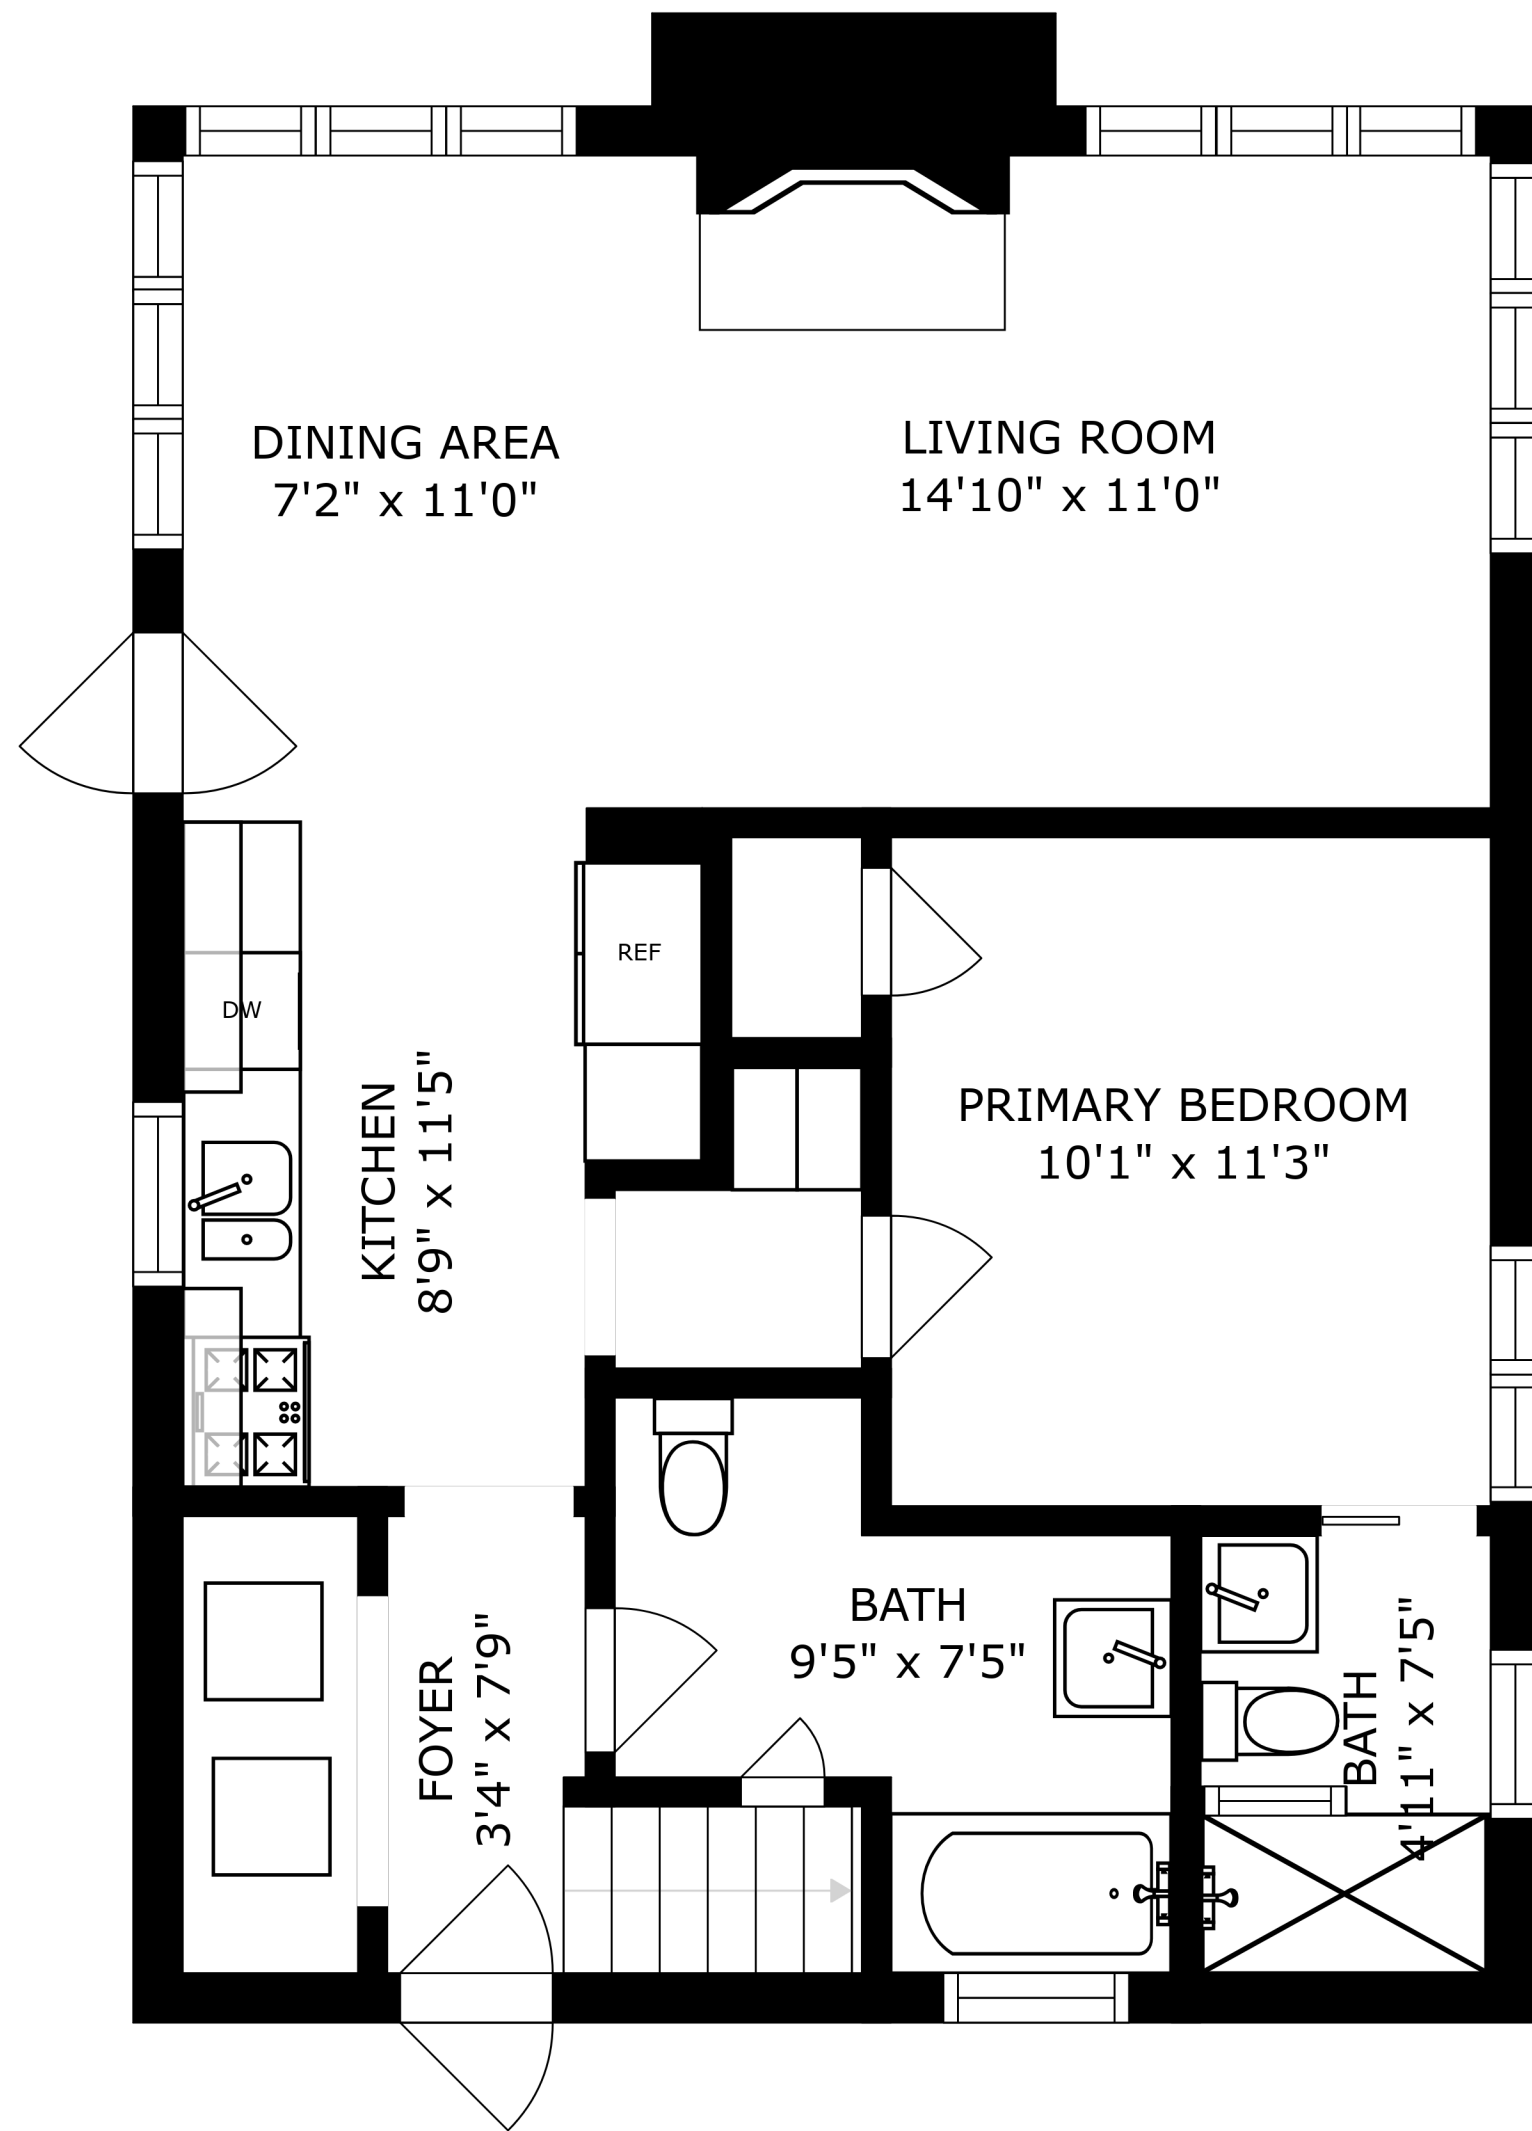 DINING AREA
7'2" x 11'0"
LIVING ROOM
14'10" x 11'0"
REF
DW
KITCHEN
8'9" x 11'5"
PRIMARY BEDROOM
10'1" x 11'3"
BATH
9'5" x 7'5"
FOYER
3'4" x 7'9"
BATH
4'11" x 7'5"